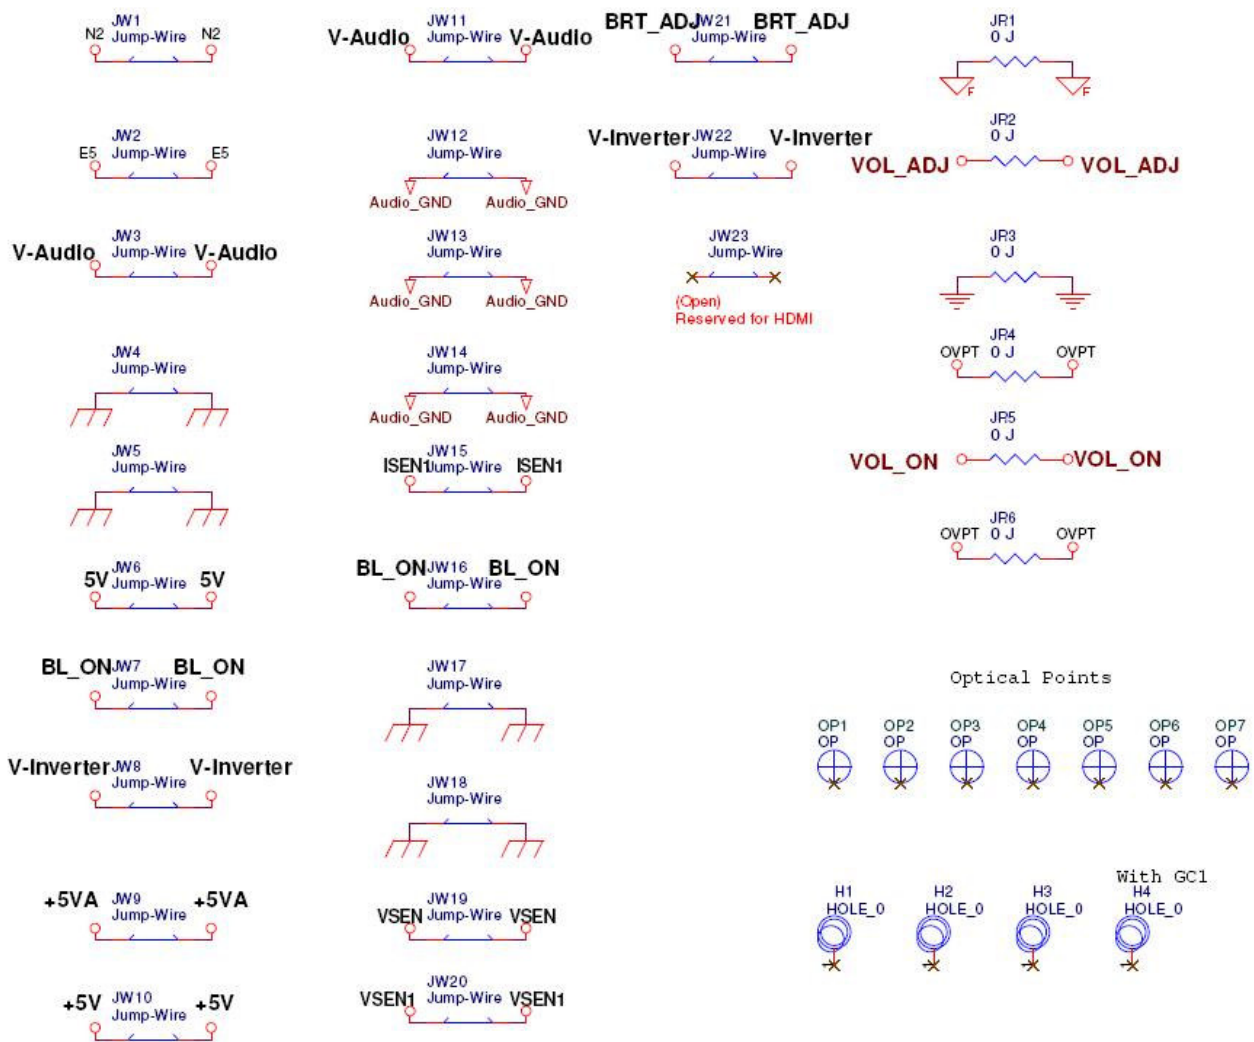 JW1
N2 Jump-Wire N2
JW2
E5 Jump-Wire E5
V-Audio JW3 V-Audio
Jump-Wire
JW4
Jump-Wire
JW5
Jump-Wire
5V JW6 5V
Jump-Wire
BL_ON JW7 BL_ON
Jump-Wire
V-Inverter JW8 V-Inverter
Jump-Wire
+5VA JW9 +5VA
Jump-Wire
+5V JW10 +5V
Jump-Wire
JW11
V-Audio Jump-Wire V-Audio
JW12
Jump-Wire
Audio_GND Audio_GND
JW13
Jump-Wire
Audio_GND Audio_GND
JW14
Jump-Wire
Audio_GND Audio_GND
JW15
ISEN1 Jump-Wire ISEN1
BL_ON JW16 BL_ON
Jump-Wire
JW17
Jump-Wire
JW18
Jump-Wire
JW19
VSEN Jump-Wire VSEN
JW20
VSEN1 Jump-Wire VSEN1
BRT_ADJ JW21 BRT_ADJ
Jump-Wire
V-Inverter JW22 V-Inverter
Jump-Wire
JW23
Jump-Wire
(Open)
Reserved for HDMI
JR1
0 J
F F
JR2
0 J
VOL_ADJ VOL_ADJ
JR3
0 J
JR4
OVPT 0 J OVPT
JR5
0 J
VOL_ON VOL_ON
JR6
OVPT 0 J OVPT
Optical Points
OP1 OP2 OP3 OP4 OP5 OP6 OP7
OP OP OP OP OP OP OP
With GC1
H1 H2 H3 H4
HOLE_0 HOLE_0 HOLE_0 HOLE_0